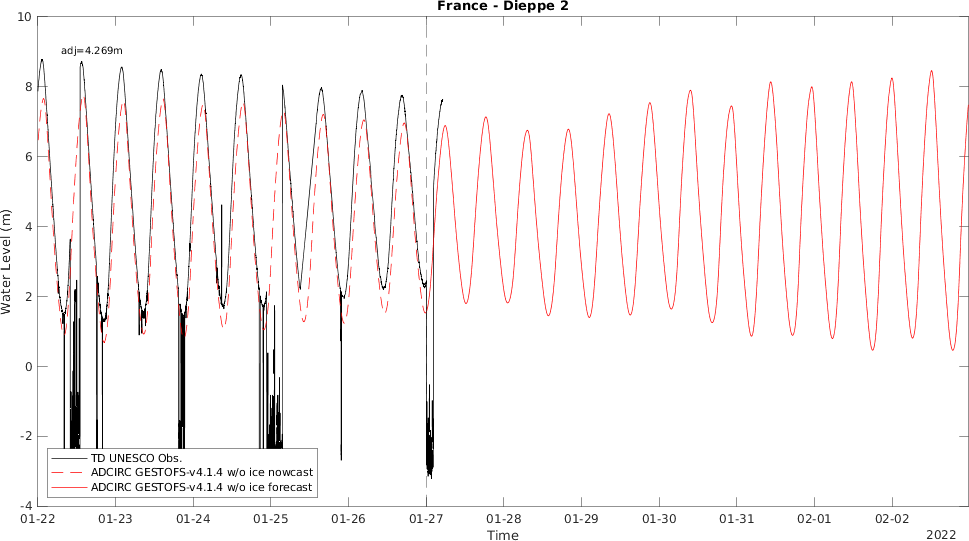 France - Dieppe 2
adj=4.269m
10
8
6
4
2
0
-2
-4
Water Level (m)
TD UNESCO Obs.
ADCIRC GESTOFS-v4.1.4 w/o ice nowcast
ADCIRC GESTOFS-v4.1.4 w/o ice forecast
01-22 01-23 01-24 01-25 01-26 01-27 01-28 01-29 01-30 01-31 02-01 02-02
Time
2022